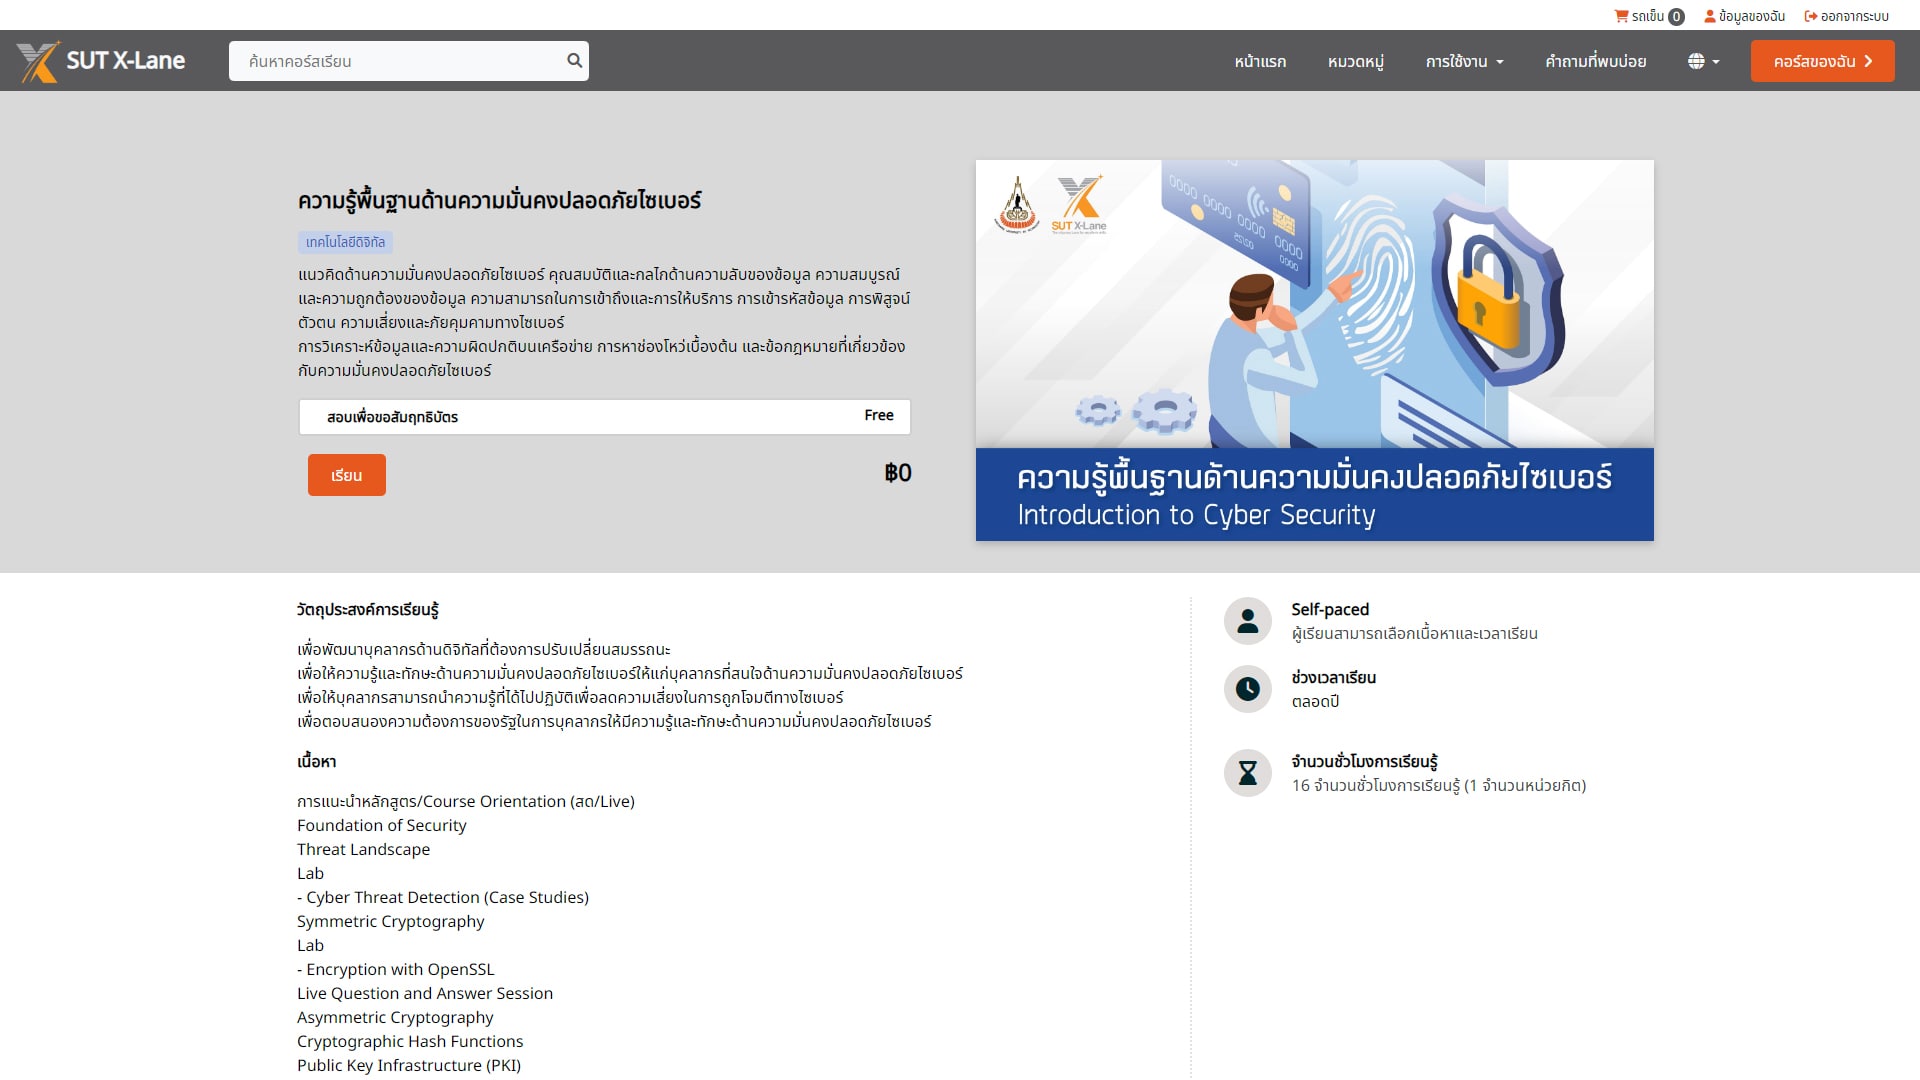 รถเข็น 0 ข้อมูลของฉัน ออกจากระบบ
SUT X-Lane
ค้นหาคอร์สเรียน
หน้าแรก หมวดหมู่ การใช้งาน คำถามที่พบบ่อย
คอร์สของฉัน
ความรู้พื้นฐานด้านความมั่นคงปลอดภัยไซเบอร์
เทคโนโลยีดิจิทัล
แนวคิดด้านความมั่นคงปลอดภัยไซเบอร์ คุณสมบัติและกลไกด้านความลับของข้อมูล ความสมบูรณ์
และความถูกต้องของข้อมูล ความสามารถในการเข้าถึงและการให้บริการ การเข้ารหัสข้อมูล การพิสูจน์
ตัวตน ความเสี่ยงและภัยคุมคามทางไซเบอร์
การวิเคราะห์ข้อมูลและความผิดปกติบนเครือข่าย การหาช่องโหว่เบื้องต้น และข้อกฎหมายที่เกี่ยวข้อง
กับความมั่นคงปลอดภัยไซเบอร์
สอบเพื่อขอสัมฤทธิบัตร Free
เรียน ฿0
SUT X-Lane
0000 0000 0000 0000
0000
ความรู้พื้นฐานด้านความมั่นคงปลอดภัยไซเบอร์
Introduction to Cyber Security
วัตถุประสงค์การเรียนรู้
เพื่อพัฒนาบุคลากรด้านดิจิทัลที่ต้องการปรับเปลี่ยนสมรรถนะ
เพื่อให้ความรู้และทักษะด้านความมั่นคงปลอดภัยไซเบอร์ให้แก่บุคลากรที่สนใจด้านความมั่นคงปลอดภัยไซเบอร์
เพื่อให้บุคลากรสามารถนำความรู้ที่ได้ไปปฏิบัติเพื่อลดความเสี่ยงในการถูกโจมตีทางไซเบอร์
เพื่อตอบสนองความต้องการของรัฐในการบุคลากรให้มีความรู้และทักษะด้านความมั่นคงปลอดภัยไซเบอร์
เนื้อหา
การแนะนำหลักสูตร/Course Orientation (สด/Live)
Foundation of Security
Threat Landscape
Lab
- Cyber Threat Detection (Case Studies)
Symmetric Cryptography
Lab
- Encryption with OpenSSL
Live Question and Answer Session
Asymmetric Cryptography
Cryptographic Hash Functions
Public Key Infrastructure (PKI)
Self-paced
ผู้เรียนสามารถเลือกเนื้อหาและเวลาเรียน
ช่วงเวลาเรียน
ตลอดปี
จำนวนชั่วโมงการเรียนรู้
16 จำนวนชั่วโมงการเรียนรู้ (1 จำนวนหน่วยกิต)